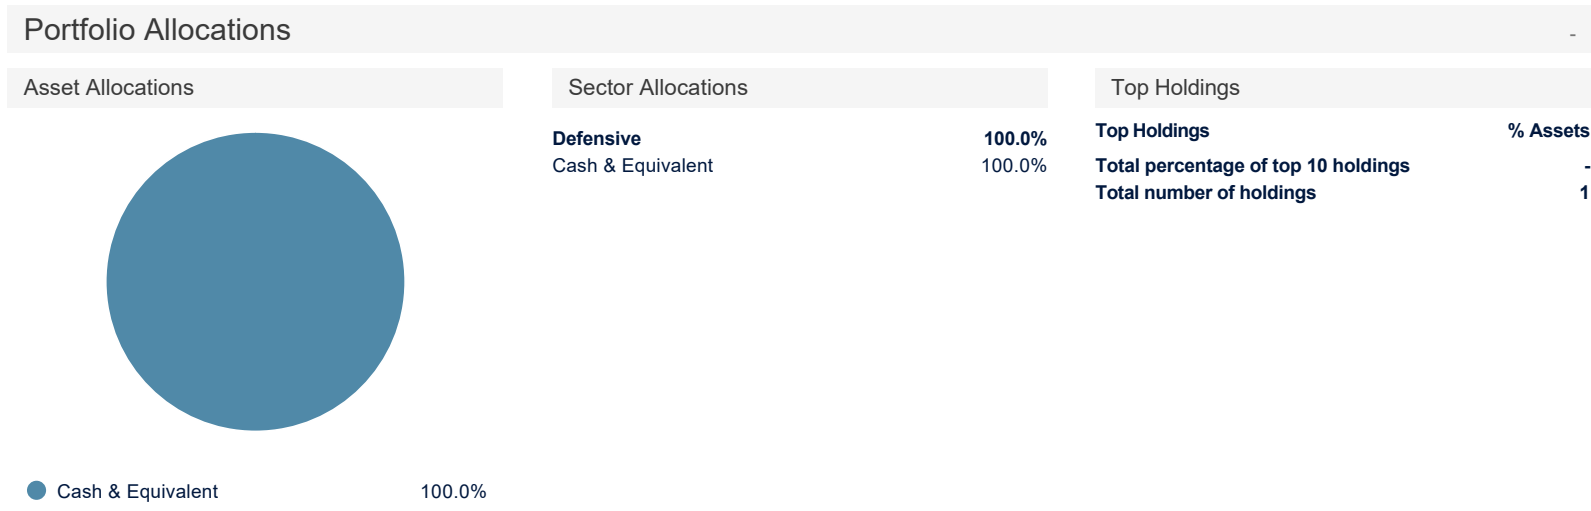 Portfolio Allocations -
Asset Allocations
Cash & Equivalent 100.0%
Sector Allocations
Defensive 100.0%
Cash & Equivalent 100.0%
Top Holdings
Top Holdings % Assets
Total percentage of top 10 holdings -
Total number of holdings 1